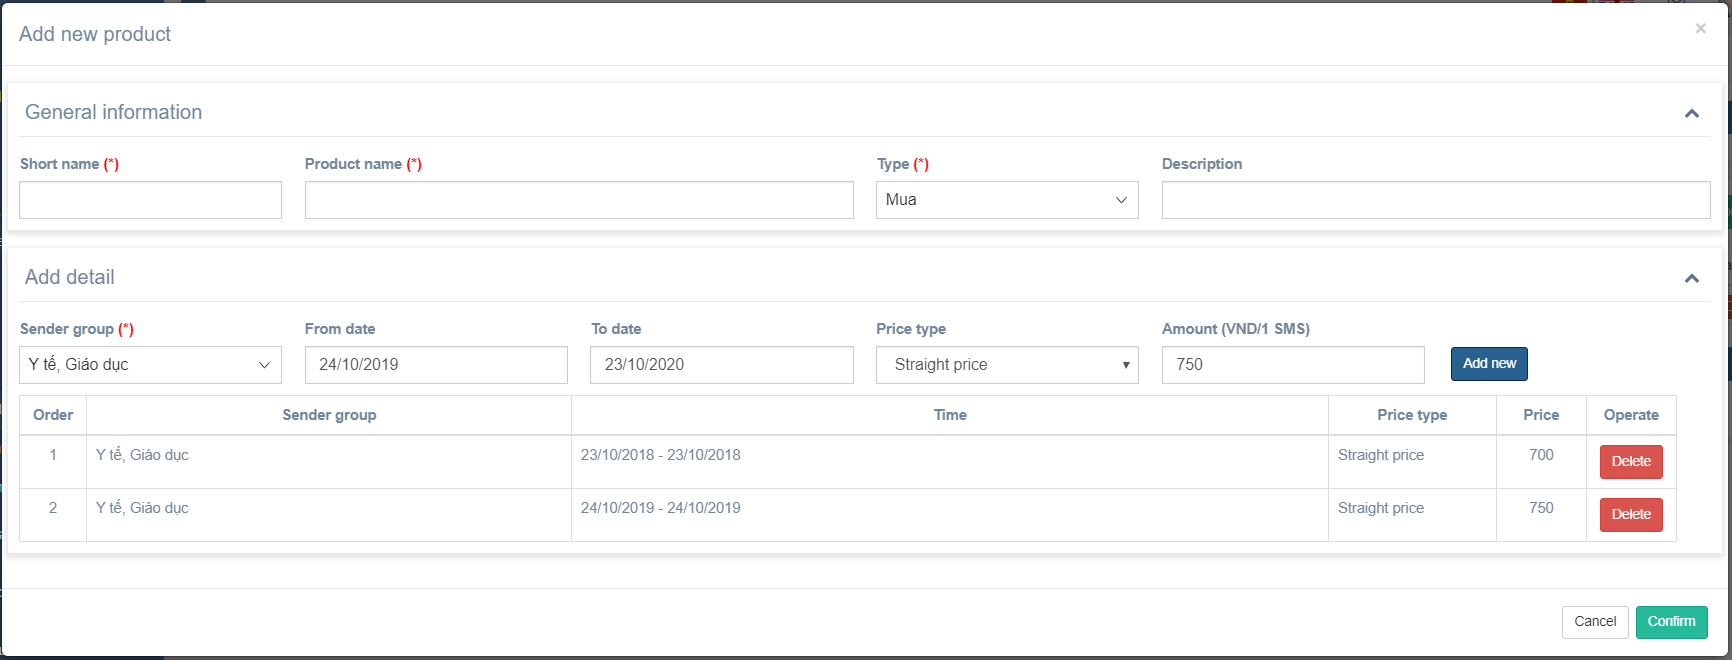 Add new product ×
General information
Short name (*) Product name (*) Type (*) Description
Mua
Add detail
Sender group (*) From date To date Price type Amount (VND/1 SMS)
Y tế, Giáo dục 24/10/2019 23/10/2020 Straight price 750 Add new
Order Sender group Time Price type Price Operate
1 Y tế, Giáo dục 23/10/2018 - 23/10/2018 Straight price 700 Delete
2 Y tế, Giáo dục 24/10/2019 - 24/10/2019 Straight price 750 Delete
Cancel Confirm